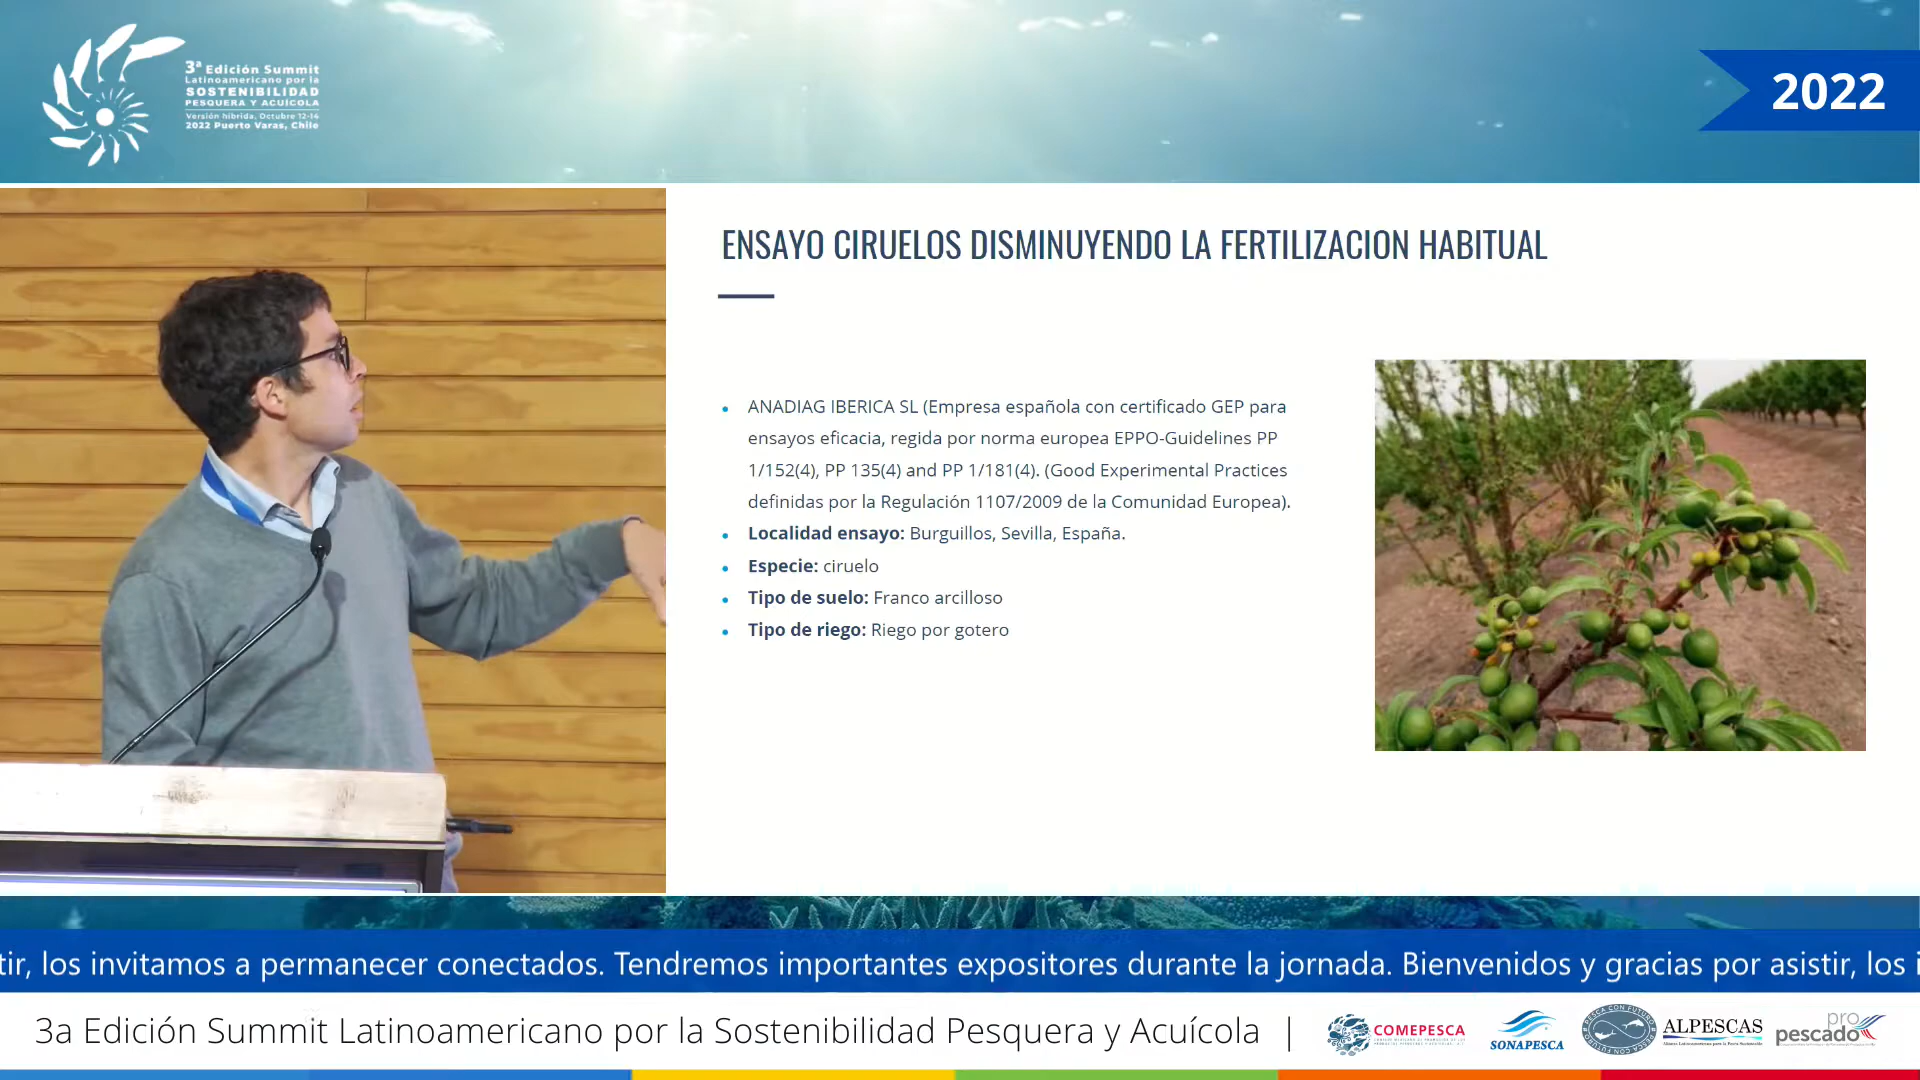 3ª Edición Summit
Latinoamericano por la
SOSTENIBILIDAD
PESQUERA Y ACUÍCOLA
Versión híbrida, Octubre 12-14
2022 Puerto Varas, Chile
2022
ENSAYO CIRUELOS DISMINUYENDO LA FERTILIZACION HABITUAL
ANADIAG IBERICA SL (Empresa española con certificado GEP para
ensayos eficacia, regida por norma europea EPPO-Guidelines PP
1/152(4), PP 135(4) and PP 1/181(4). (Good Experimental Practices
definidas por la Regulación 1107/2009 de la Comunidad Europea).
Localidad ensayo: Burguillos, Sevilla, España.
Especie: ciruelo
Tipo de suelo: Franco arcilloso
Tipo de riego: Riego por gotero
tir, los invitamos a permanecer conectados. Tendremos importantes expositores durante la jornada. Bienvenidos y gracias por asistir, los i
3a Edición Summit Latinoamericano por la Sostenibilidad Pesquera y Acuícola |
COMEPESCA
SONAPESCA
PESCA CON FUTURO
ALPESCAS
pro
pescado